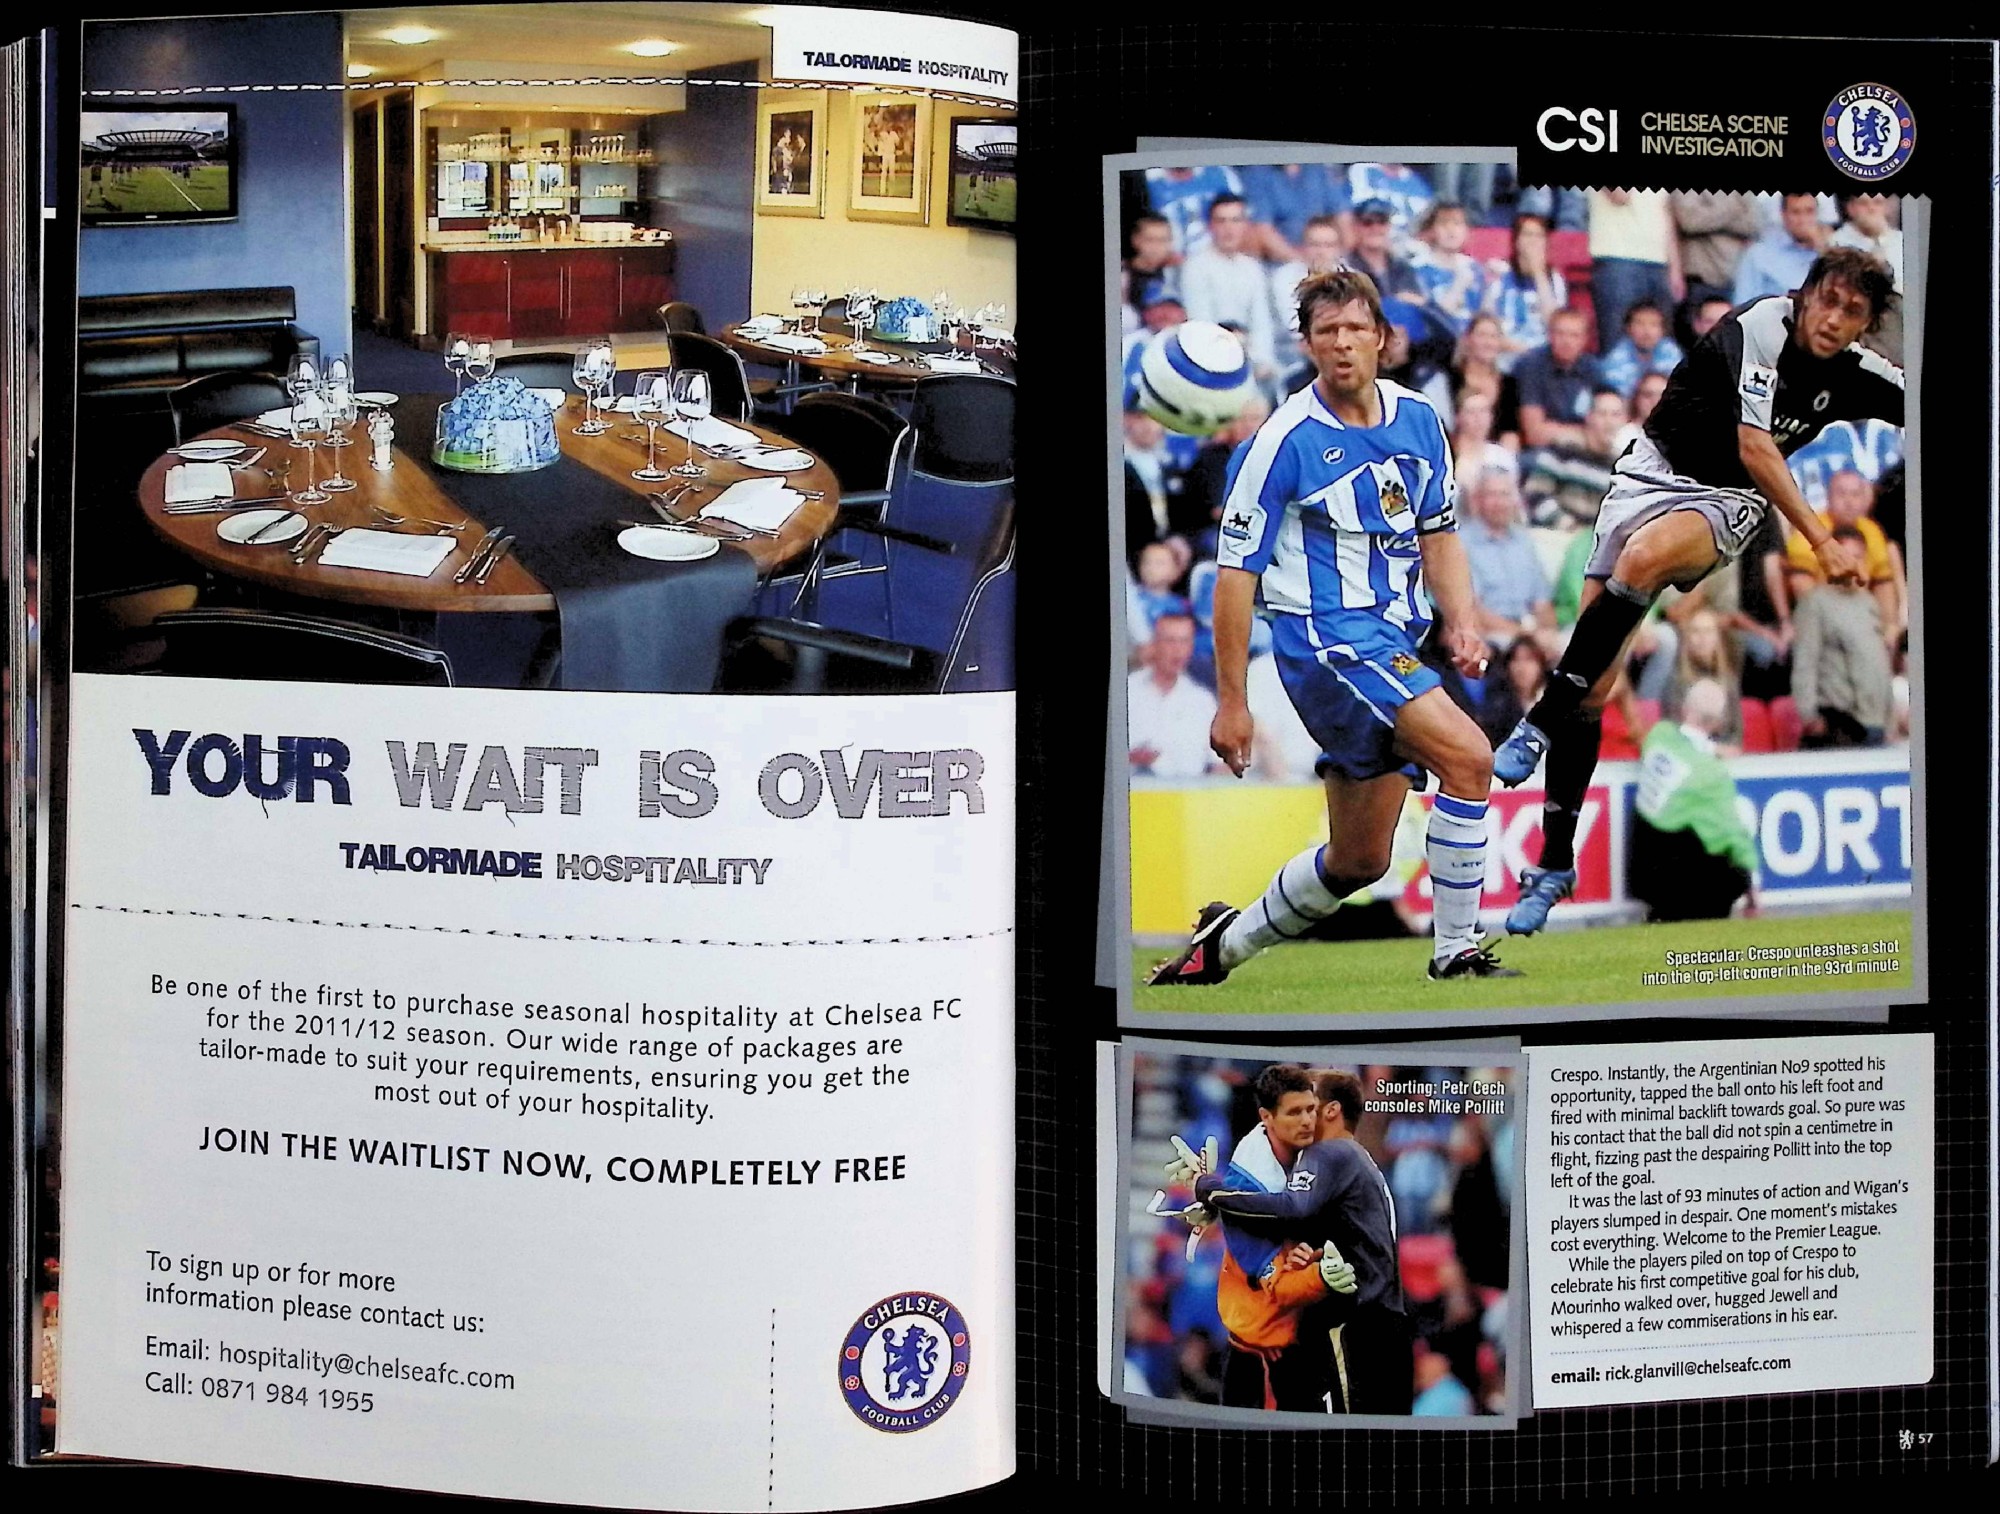 TAILORMADE HOSPITALITY
YOUR WAIT IS OVER
TAILORMADE HOSPITALITY
Be one of the first to purchase seasonal hospitality at Chelsea FC
for the 2011/12 season. Our wide range of packages are
tailor-made to suit your requirements, ensuring you get the
most out of your hospitality.
JOIN THE WAITLIST NOW, COMPLETELY FREE
To sign up or for more
information please contact us:
Email: hospitality@chelseafc.com
Call: 0871 984 1955
CHELSEA
FOOTBALL CLUB
CSI
CHELSEA SCENE
INVESTIGATION
CHELSEA
FOOTBALL CLUB
9
KY
PORT
Spectacular: Crespo unleashes a shot
into the top-left corner in the 93rd minute
Sporting: Petr Cech
consoles Mike Pollitt
1
Crespo. Instantly, the Argentinian No9 spotted his
opportunity, tapped the ball onto his left foot and
fired with minimal backlift towards goal. So pure was
his contact that the ball did not spin a centimetre in
flight, fizzing past the despairing Pollitt into the top
left of the goal.
It was the last of 93 minutes of action and Wigan's
players slumped in despair. One moment's mistakes
cost everything. Welcome to the Premier League.
While the players piled on top of Crespo to
celebrate his first competitive goal for his club,
Mourinho walked over, hugged Jewell and
whispered a few commiserations in his ear.
email: rick.glanvill@chelseafc.com
57